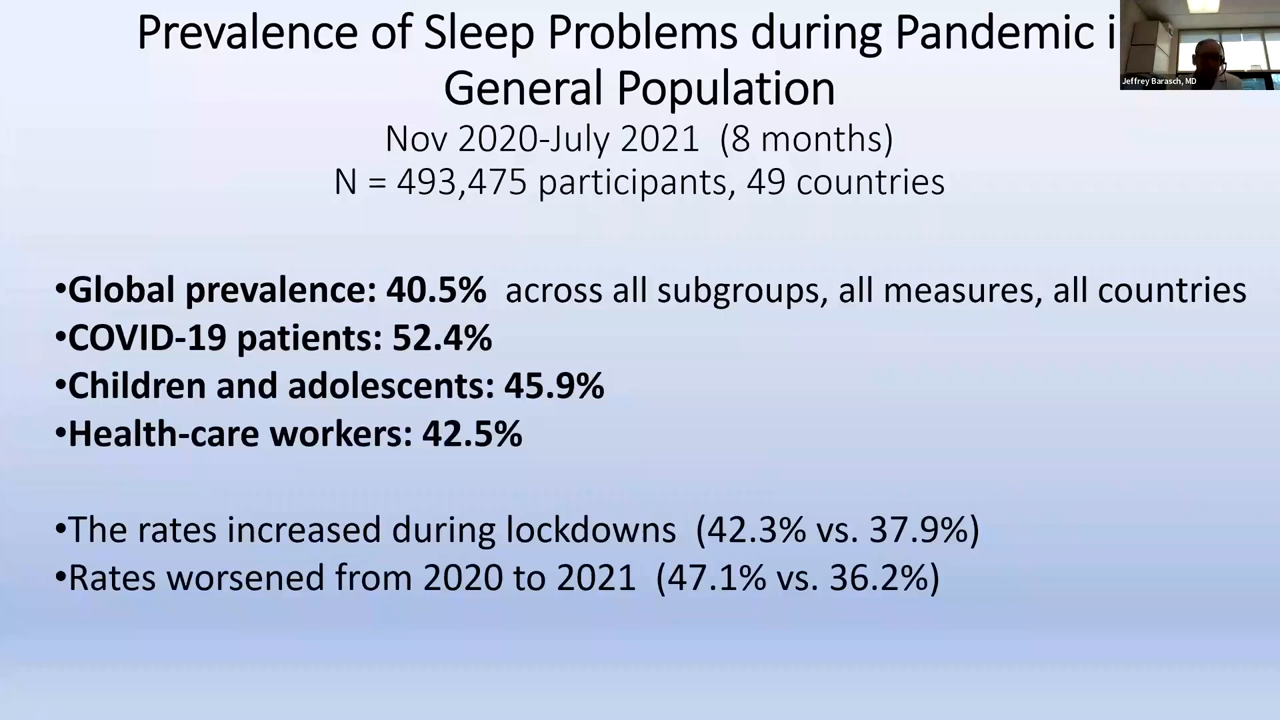 Prevalence of Sleep Problems during Pandemic i
General Population
Nov 2020-July 2021 (8 months)
N = 493,475 participants, 49 countries
Jeffrey Barasch, MD
•Global prevalence: 40.5% across all subgroups, all measures, all countries
•COVID-19 patients: 52.4%
•Children and adolescents: 45.9%
•Health-care workers: 42.5%
•The rates increased during lockdowns (42.3% vs. 37.9%)
•Rates worsened from 2020 to 2021 (47.1% vs. 36.2%)